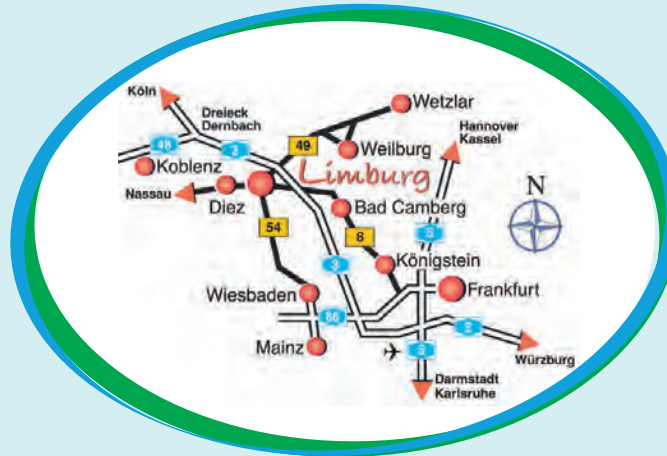 Köln
Wetzlar
Dreieck
Dernbach
Hannover
Kassel
48
3
49
Weilburg
Koblenz
Limburg
Nassau
Diez
Bad Camberg
N
54
8
5
Königstein
3
Wiesbaden
Frankfurt
66
3
Mainz
5
Würzburg
Darmstadt
Karlsruhe